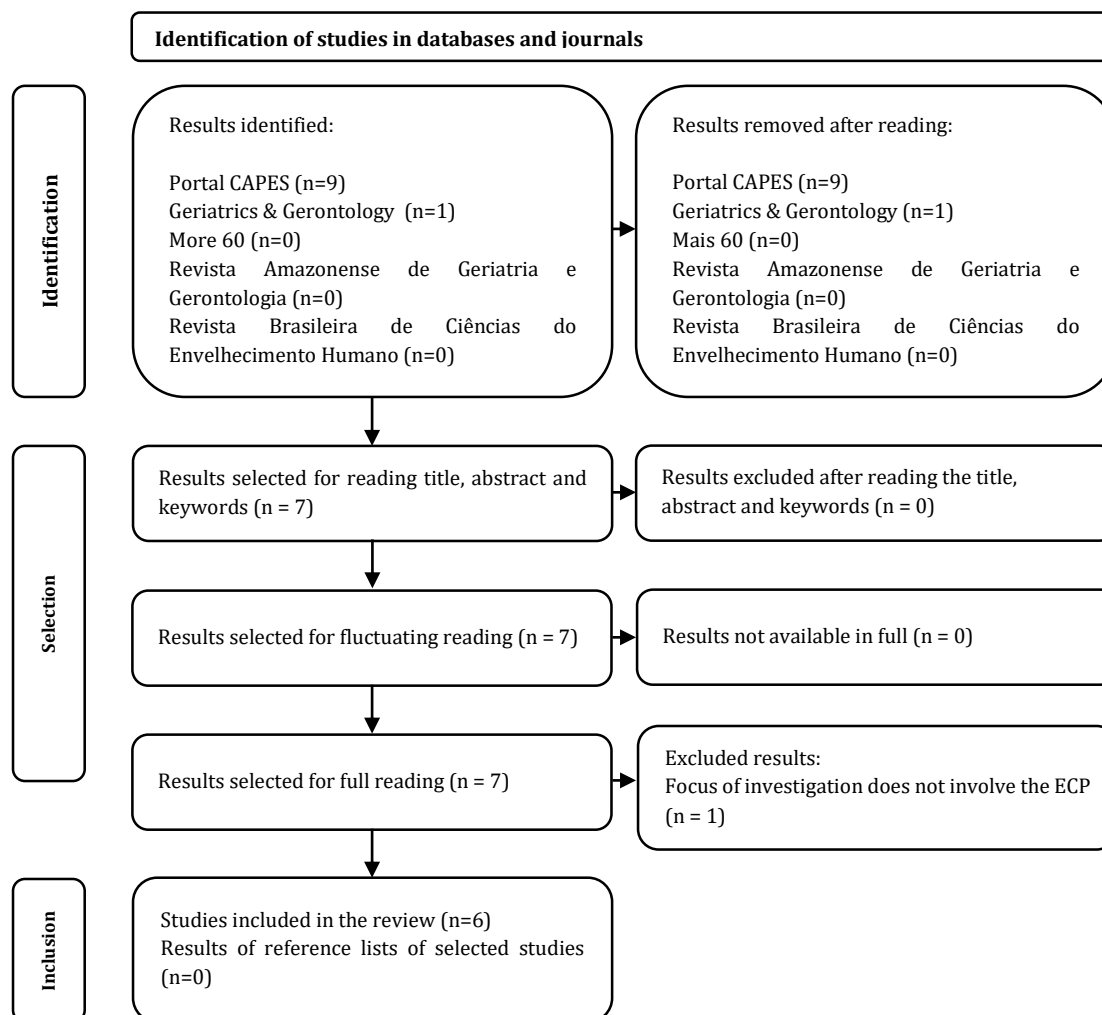 Identification of studies in databases and journals
Identification
Results identified:
Portal CAPES (n=9)
Geriatrics & Gerontology (n=1)
More 60 (n=0)
Revista Amazonense de Geriatria e
Gerontologia (n=0)
Revista Brasileira de Ciências do
Envelhecimento Humano (n=0)
Results removed after reading:
Portal CAPES (n=9)
Geriatrics & Gerontology (n=1)
Mais 60 (n=0)
Revista Amazonense de Geriatria e
Gerontologia (n=0)
Revista Brasileira de Ciências do
Envelhecimento Humano (n=0)
Selection
Results selected for reading title, abstract and
keywords (n = 7)
Results excluded after reading the title,
abstract and keywords (n = 0)
Results selected for fluctuating reading (n = 7)
Results not available in full (n = 0)
Results selected for full reading (n = 7)
Excluded results:
Focus of investigation does not involve the ECP
(n = 1)
Inclusion
Studies included in the review (n=6)
Results of reference lists of selected studies
(n=0)